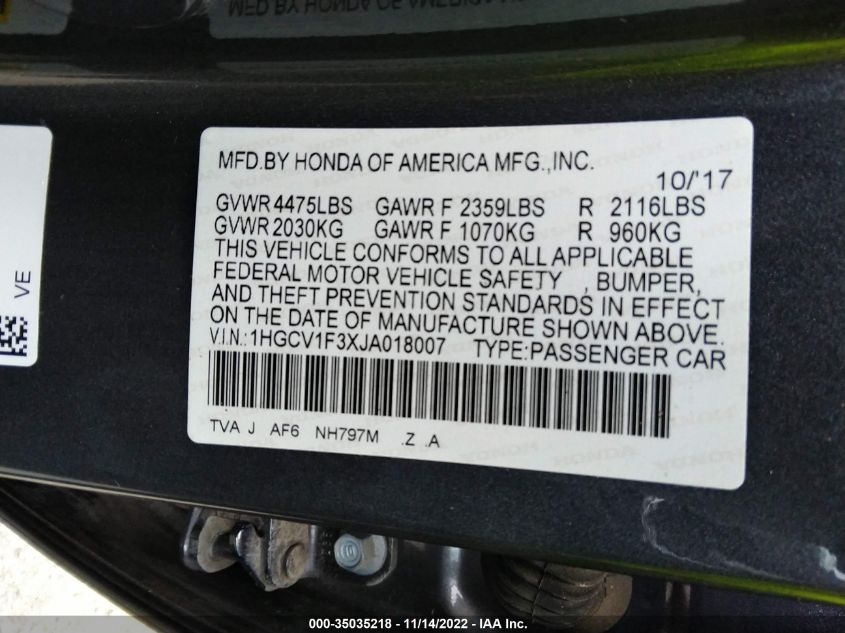 MFD.BY HONDA OF AMERICA MFG.,INC.
10/'17
GVWR 4475LBS GAWR F 2359LBS R 2116LBS
GVWR 2030KG GAWR F 1070KG R 960KG
THIS VEHICLE CONFORMS TO ALL APPLICABLE
FEDERAL MOTOR VEHICLE SAFETY , BUMPER,
AND THEFT PREVENTION STANDARDS IN EFFECT
ON THE DATE OF MANUFACTURE SHOWN ABOVE.
V.I.N.:1HGCV1F3XJA018007 TYPE:PASSENGER CAR
TVA J AF6 NH797M .Z .A
VE
000-35035218 - 11/14/2022 - IAA Inc.